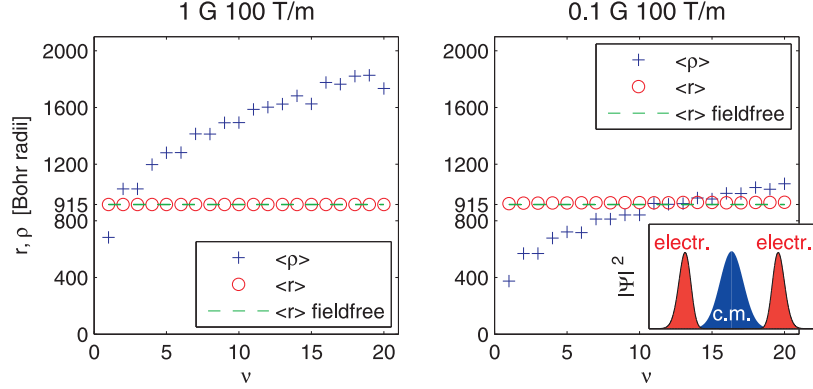 1 G 100 T/m
r, ρ [Bohr radii]
2000
1600
1200
915
800
400
0
0
5
10
15
20
ν
<ρ>
<r>
<r> fieldfree
0.1 G 100 T/m
2000
1600
1200
915
800
400
0
0
5
10
15
20
ν
<ρ>
<r>
<r> fieldfree
|Ψ|²
electr.
electr.
c.m.